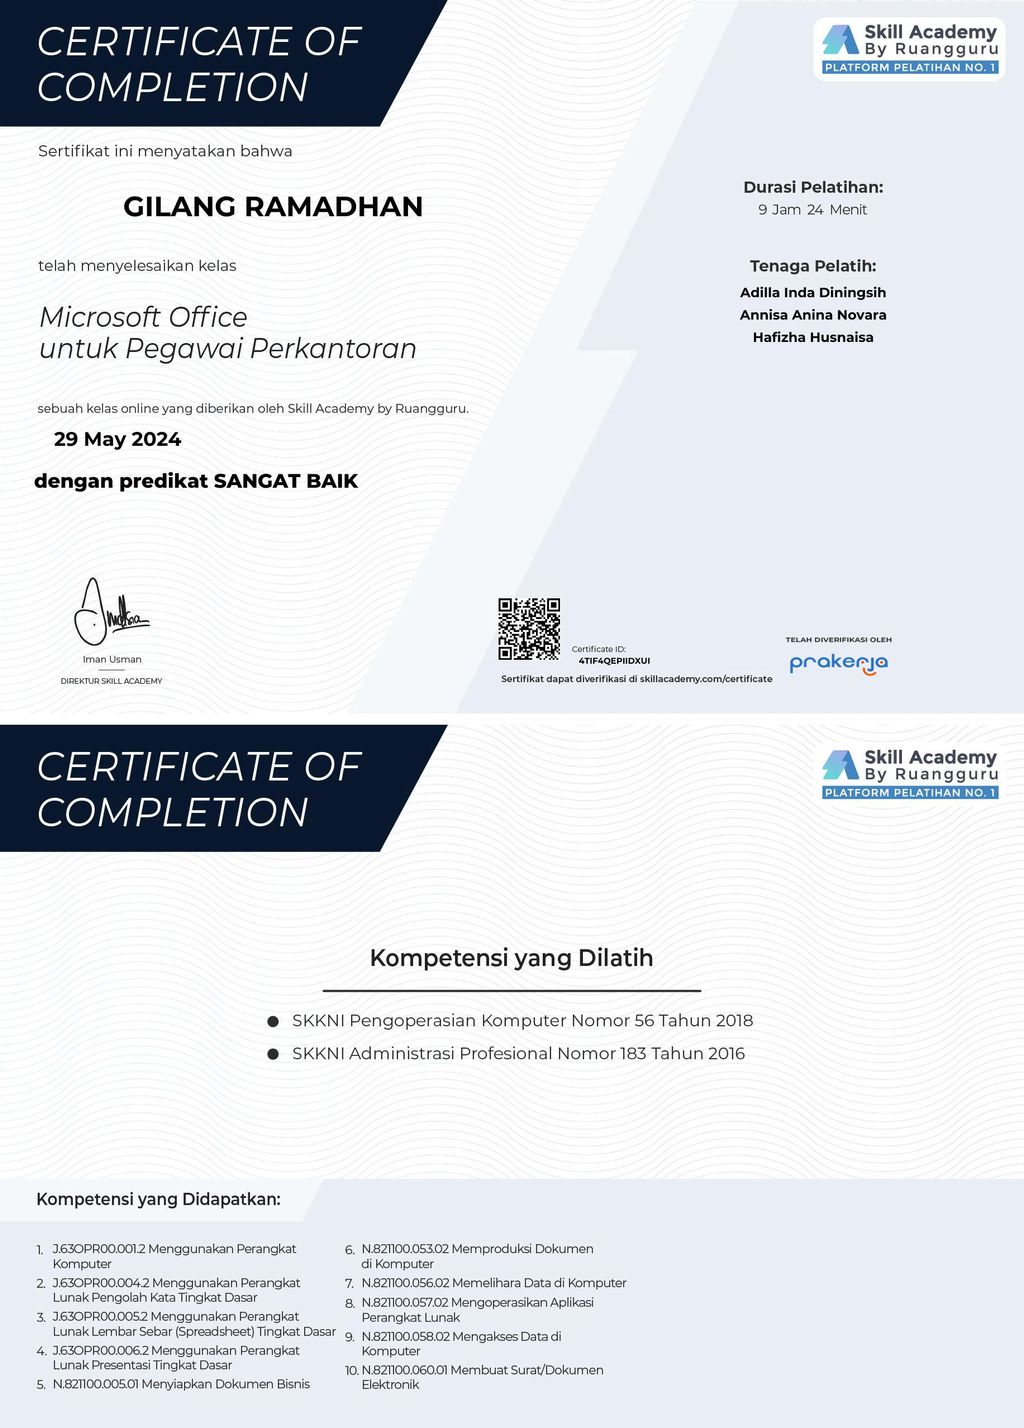 CERTIFICATE OF
COMPLETION
Skill Academy
By Ruangguru
PLATFORM PELATIHAN NO. 1
Sertifikat ini menyatakan bahwa
GILANG RAMADHAN
telah menyelesaikan kelas
Microsoft Office
untuk Pegawai Perkantoran
sebuah kelas online yang diberikan oleh Skill Academy by Ruangguru.
29 May 2024
dengan predikat SANGAT BAIK
Durasi Pelatihan:
9 Jam 24 Menit
Tenaga Pelatih:
Adilla Inda Diningsih
Annisa Anina Novara
Hafizha Husnaisa
Iman Usman
DIREKTUR SKILL ACADEMY
Certificate ID:
4TIF4QEPIIDXUI
Sertifikat dapat diverifikasi di skillacademy.com/certificate
TELAH DIVERIFIKASI OLEH
prakerja
CERTIFICATE OF
COMPLETION
Skill Academy
By Ruangguru
PLATFORM PELATIHAN NO. 1
Kompetensi yang Dilatih
● SKKNI Pengoperasian Komputer Nomor 56 Tahun 2018
● SKKNI Administrasi Profesional Nomor 183 Tahun 2016
Kompetensi yang Didapatkan:
1. J.63OPR00.001.2 Menggunakan Perangkat
Komputer
2. J.63OPR00.004.2 Menggunakan Perangkat
Lunak Pengolah Kata Tingkat Dasar
3. J.63OPR00.005.2 Menggunakan Perangkat
Lunak Lembar Sebar (Spreadsheet) Tingkat Dasar
4. J.63OPR00.006.2 Menggunakan Perangkat
Lunak Presentasi Tingkat Dasar
5. N.821100.005.01 Menyiapkan Dokumen Bisnis
6. N.821100.053.02 Memproduksi Dokumen
di Komputer
7. N.821100.056.02 Memelihara Data di Komputer
8. N.821100.057.02 Mengoperasikan Aplikasi
Perangkat Lunak
9. N.821100.058.02 Mengakses Data di
Komputer
10. N.821100.060.01 Membuat Surat/Dokumen
Elektronik